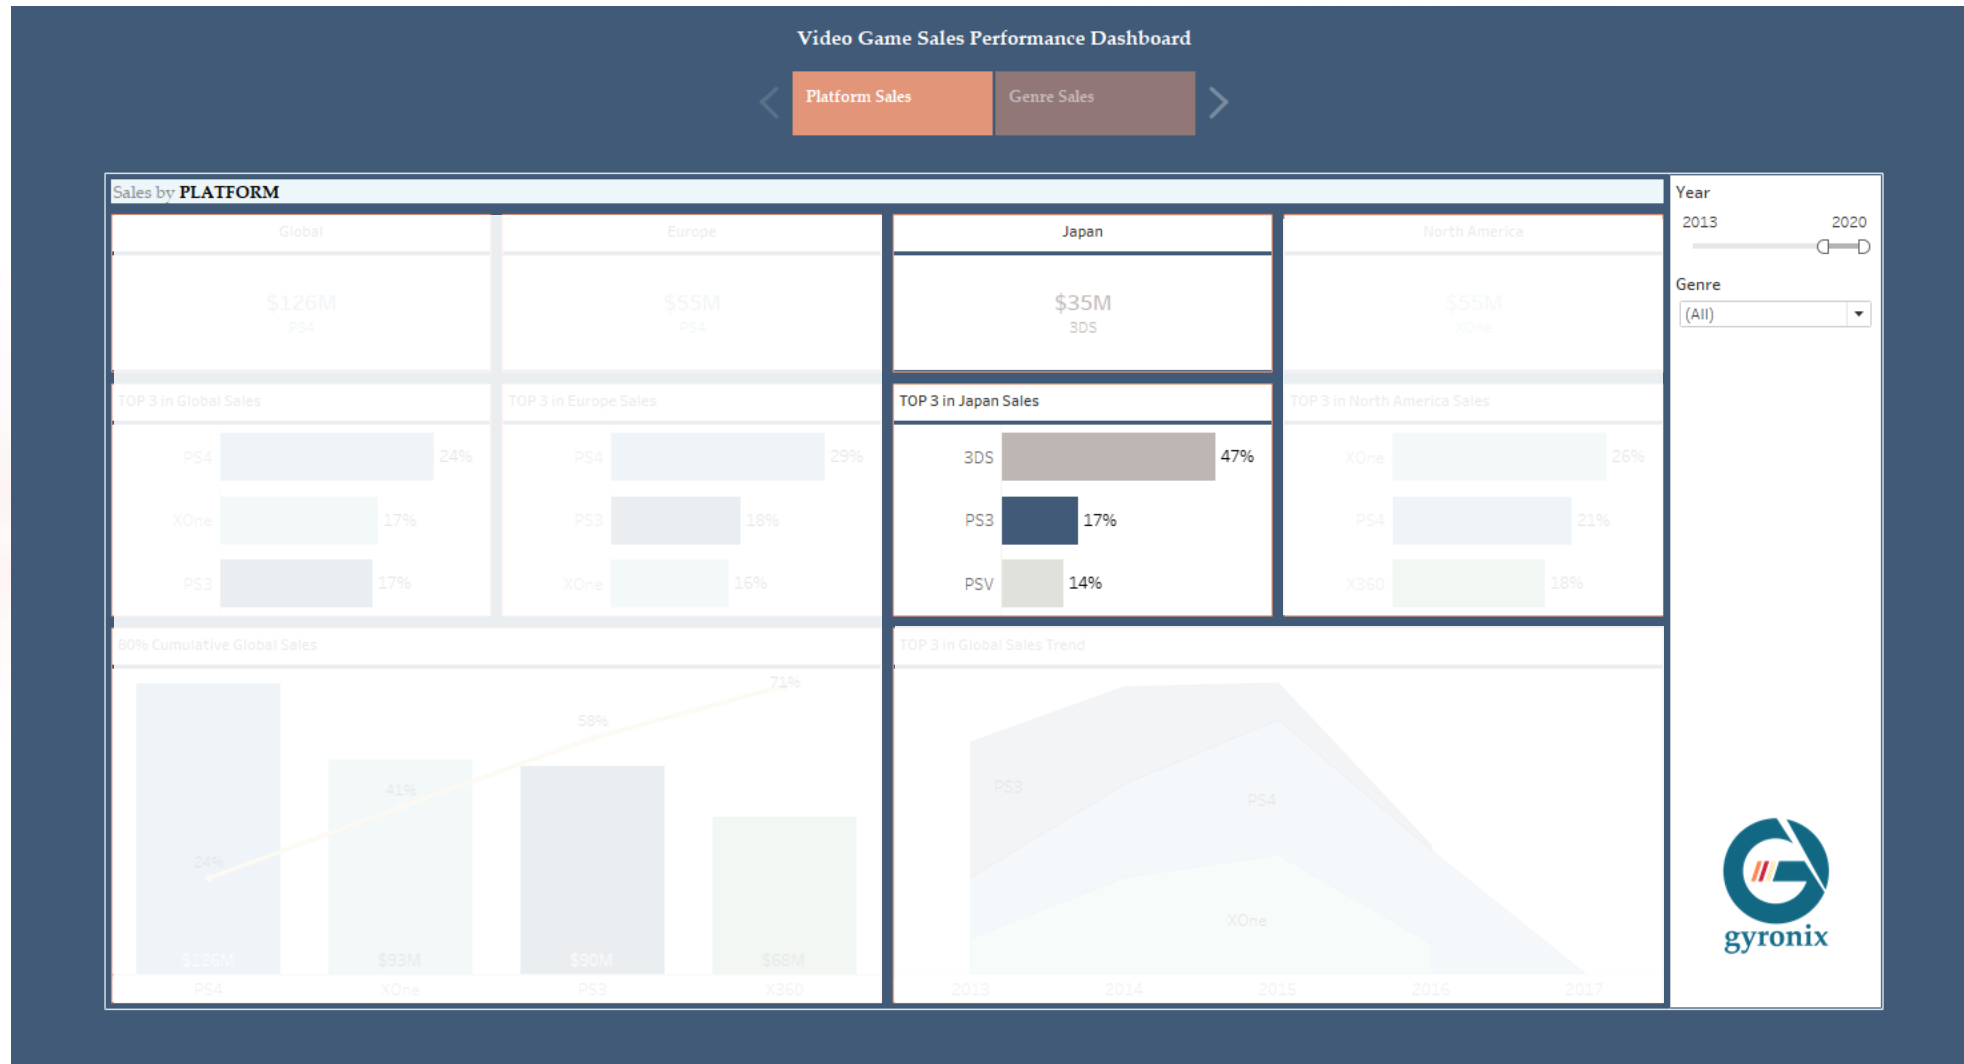 Video Game Sales Performance Dashboard
Platform Sales
Genre Sales
Sales by PLATFORM
Global
Europe
Japan
North America
$126M
PS4
$55M
PS4
$35M
3DS
$55M
XOne
TOP 3 in Global Sales
PS4 24%
XOne 17%
PS3 17%
TOP 3 in Europe Sales
PS4 29%
PS3 18%
XOne 16%
TOP 3 in Japan Sales
3DS 47%
PS3 17%
PSV 14%
TOP 3 in North America Sales
XOne 26%
PS4 21%
X360 18%
80% Cumulative Global Sales
24%
41%
58%
71%
$126M
$93M
$90M
$68M
PS4
XOne
PS3
X360
TOP 3 in Global Sales Trend
PS3
PS4
XOne
2013
2014
2015
2016
2017
Year
2013 2020
Genre
(All)
gyronix